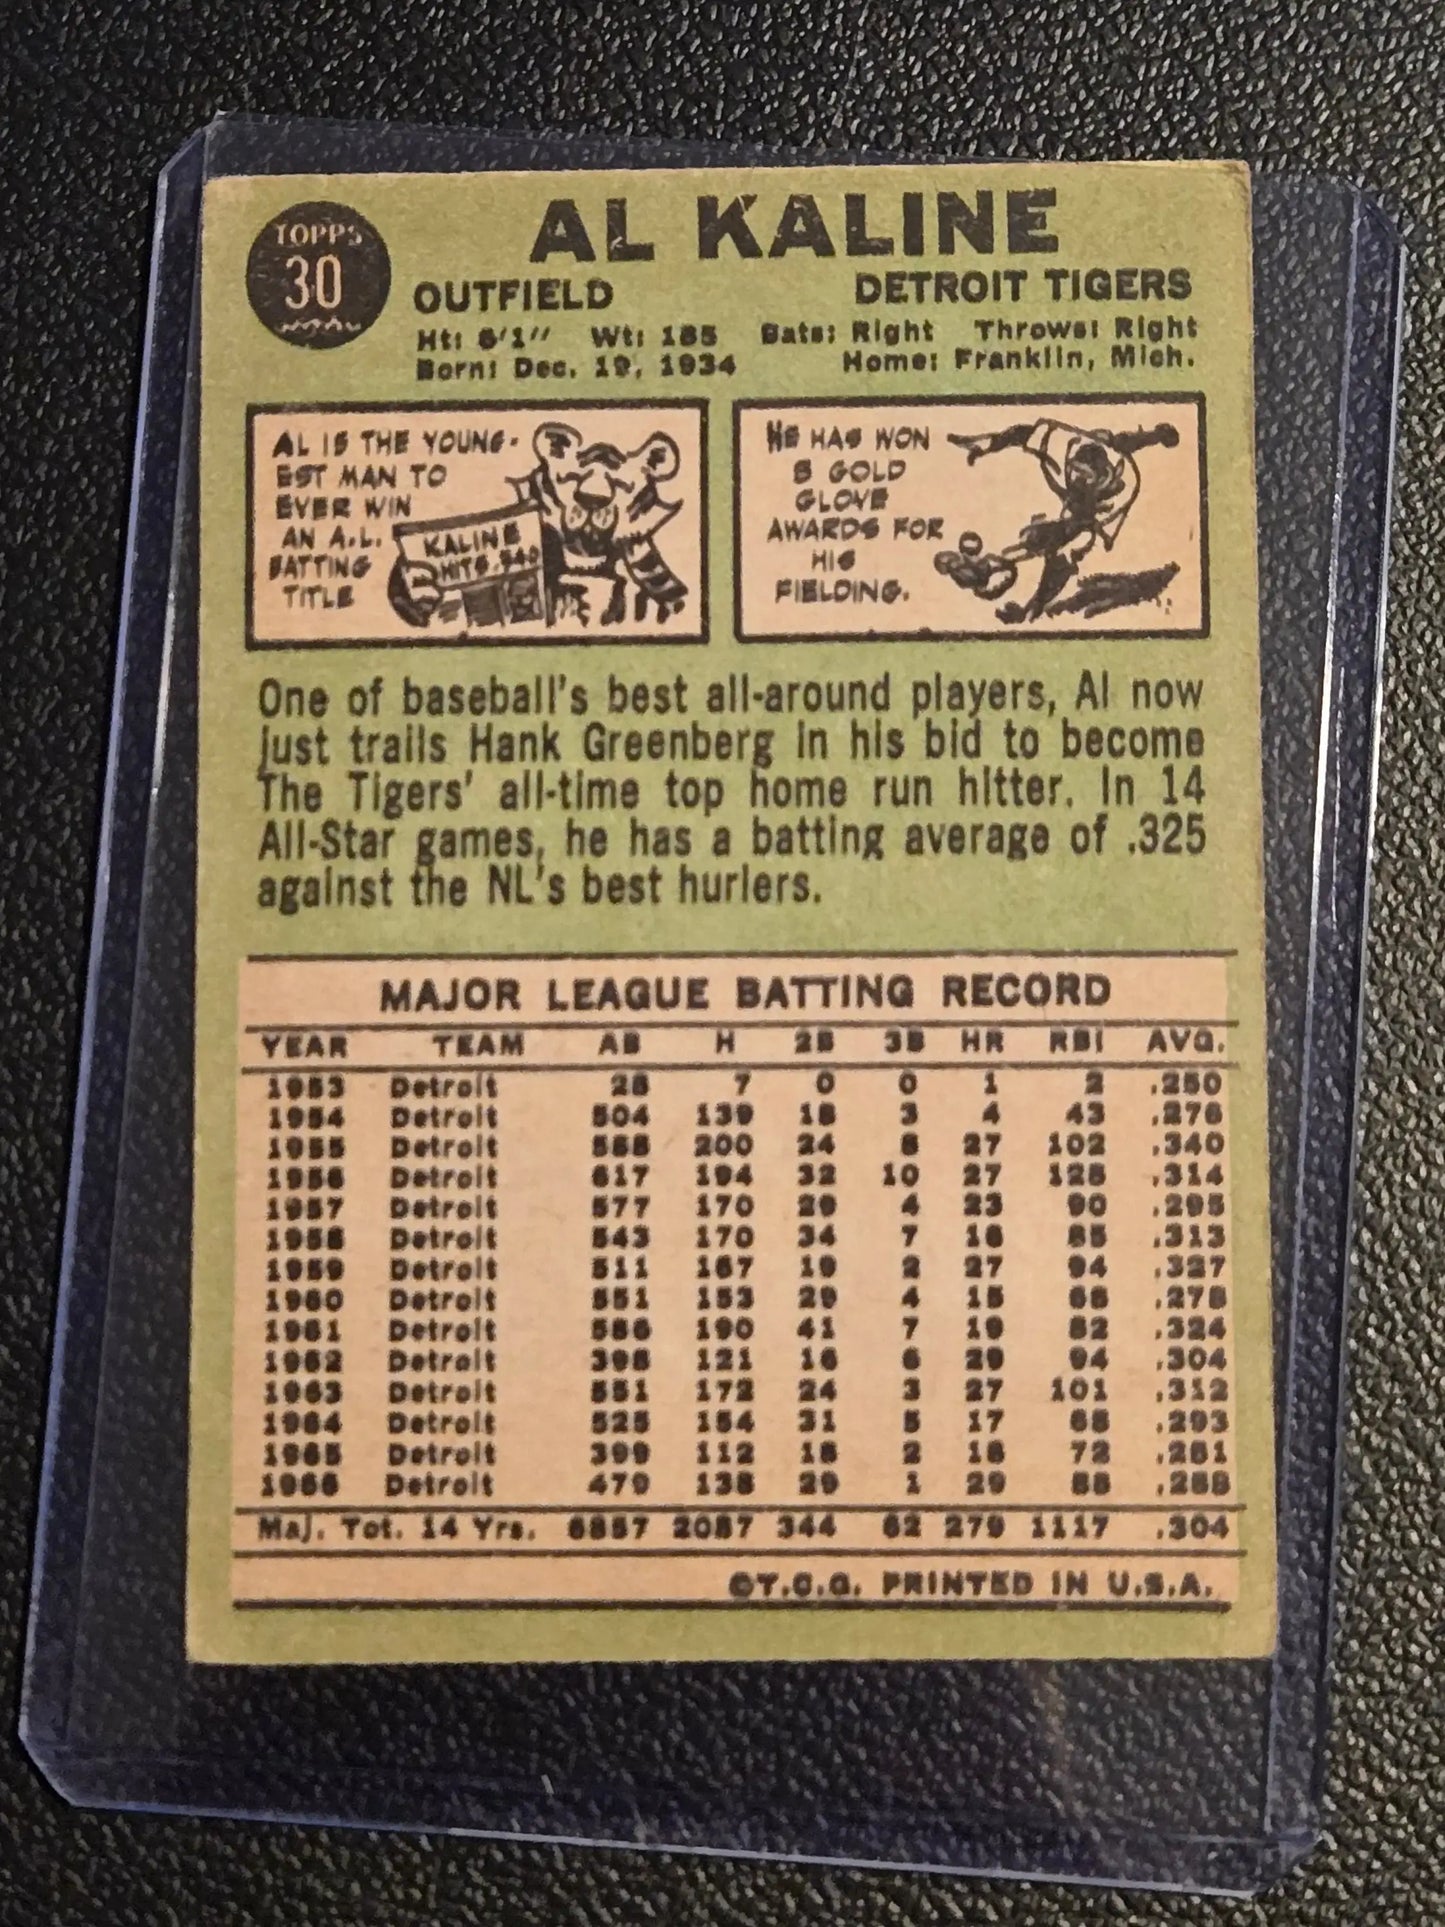 TOPPS
30
AL KALINE
OUTFIELD DETROIT TIGERS
Ht: 6'1" Wt: 185 Bats: Right Throws: Right
Born: Dec. 19, 1934 Home: Franklin, Mich.
AL IS THE YOUNG-
EST MAN TO
EVER WIN
AN A.L.
BATTING
TITLE
KALINE
HITS .340
HE HAS WON
8 GOLD
GLOVE
AWARDS FOR
HIS
FIELDING.
One of baseball's best all-around players, Al now
just trails Hank Greenberg in his bid to become
The Tigers' all-time top home run hitter. In 14
All-Star games, he has a batting average of .325
against the NL's best hurlers.
MAJOR LEAGUE BATTING RECORD
YEAR TEAM AB H 2B 3B HR RBI AVG.
1953 Detroit 28 7 0 0 1 2 .250
1954 Detroit 504 139 18 3 4 43 .276
1955 Detroit 588 200 24 8 27 102 .340
1956 Detroit 617 194 32 10 27 128 .314
1957 Detroit 577 170 29 4 23 90 .295
1958 Detroit 543 170 34 7 16 85 .313
1959 Detroit 511 167 19 2 27 94 .327
1960 Detroit 551 153 29 4 15 68 .278
1961 Detroit 586 190 41 7 19 82 .324
1962 Detroit 398 121 16 6 29 94 .304
1963 Detroit 551 172 24 3 27 101 .312
1964 Detroit 525 154 31 5 17 68 .293
1965 Detroit 399 112 18 2 18 72 .281
1966 Detroit 479 138 29 1 29 88 .288
Maj. Tot. 14 Yrs. 6857 2087 344 62 279 1117 .304
©T.C.G. PRINTED IN U.S.A.